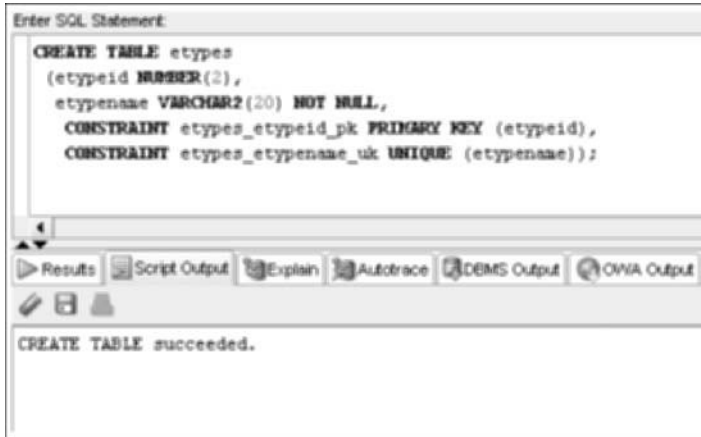 Enter SQL Statement:
CREATE TABLE etypes
(etypeid NUMBER(2),
etypename VARCHAR2(20) NOT NULL,
CONSTRAINT etypes_etypeid_pk PRIMARY KEY (etypeid),
CONSTRAINT etypes_etypename_uk UNIQUE (etypename));
Results Script Output Explain Autotrace DBMS Output OWA Output
CREATE TABLE succeeded.